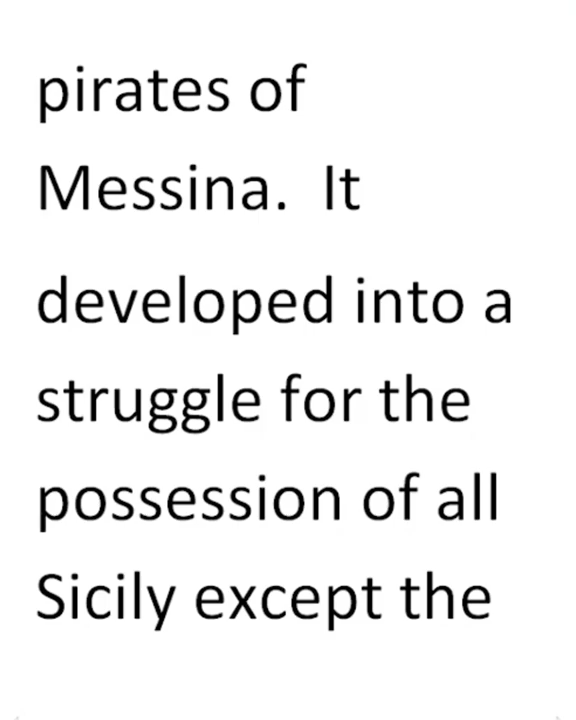 pirates of
Messina.  It
developed into a
struggle for the
possession of all
Sicily except the